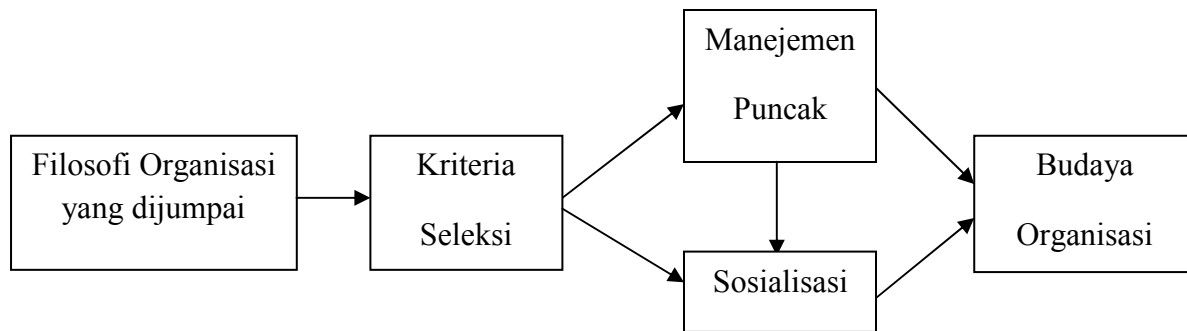 Filosofi Organisasi
yang dijumpai
Kriteria
Seleksi
Manejemen
Puncak
Sosialisasi
Budaya
Organisasi